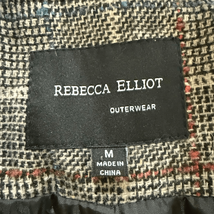 REBECCA ELLIOT
OUTERWEAR
M
MADE IN
CHINA